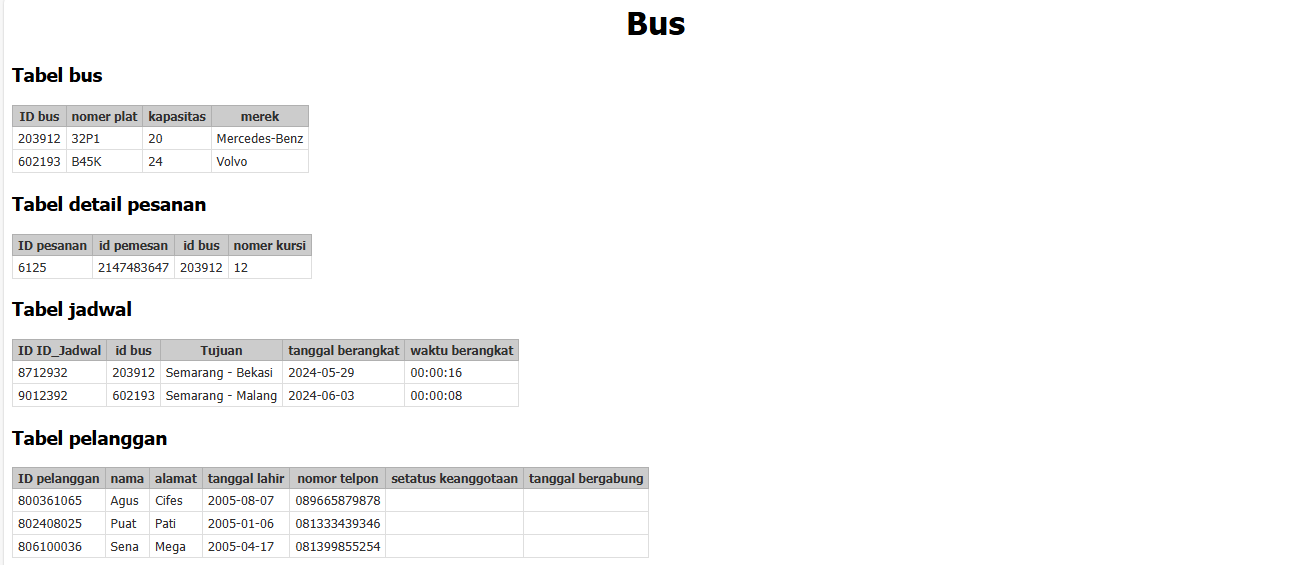 Bus
Tabel bus
ID bus nomer plat kapasitas merek
203912 32P1 20 Mercedes-Benz
602193 B45K 24 Volvo
Tabel detail pesanan
ID pesanan id pemesan id bus nomer kursi
6125 2147483647 203912 12
Tabel jadwal
ID ID_Jadwal id bus Tujuan tanggal berangkat waktu berangkat
8712932 203912 Semarang - Bekasi 2024-05-29 00:00:16
9012392 602193 Semarang - Malang 2024-06-03 00:00:08
Tabel pelanggan
ID pelanggan nama alamat tanggal lahir nomor telpon setatus keanggotaan tanggal bergabung
800361065 Agus Cifes 2005-08-07 089665879878
802408025 Puat Pati 2005-01-06 081333439346
806100036 Sena Mega 2005-04-17 081399855254